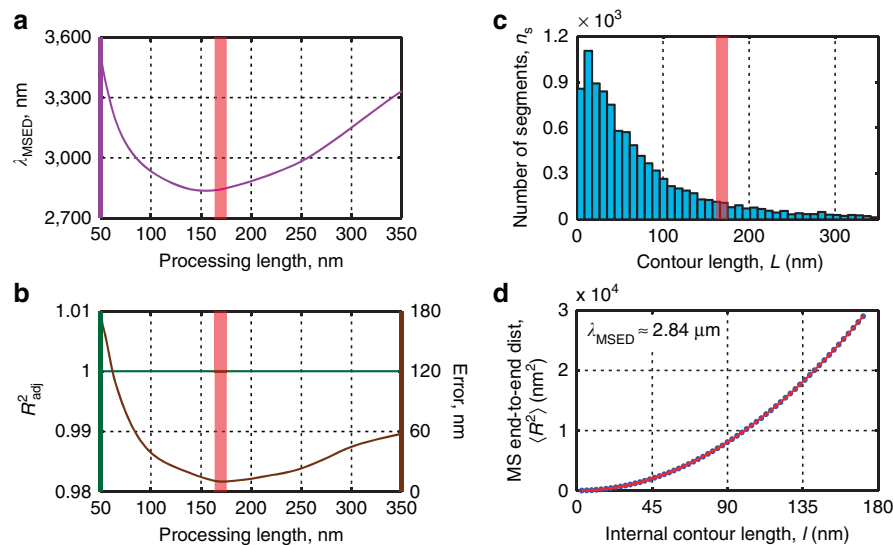 a
3,600
3,300
3,000
2,700
λMSED, nm
50 100 150 200 250 300 350
Processing length, nm
b
1.01
1
0.99
0.98
R²adj
180
120
60
0
Error, nm
50 100 150 200 250 300 350
Processing length, nm
c
× 10³
1.2
0.9
0.6
0.3
0
Number of segments, nₛ
0 100 200 300
Contour length, L (nm)
d
x 10⁴
3
2
1
0
MS end-to-end dist,
⟨R²⟩ (nm²)
λMSED ≈ 2.84 μm
0 45 90 135 180
Internal contour length, l (nm)